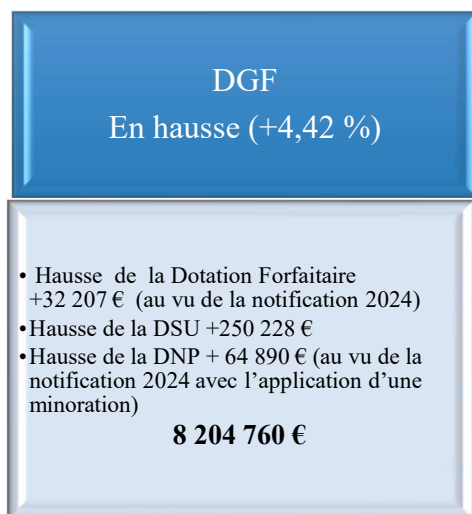 DGF
En hausse (+4,42 %)
• Hausse de la Dotation Forfaitaire
+32 207 € (au vu de la notification 2024)
•Hausse de la DSU +250 228 €
•Hausse de la DNP + 64 890 € (au vu de la
notification 2024 avec l’application d’une
minoration)
8 204 760 €